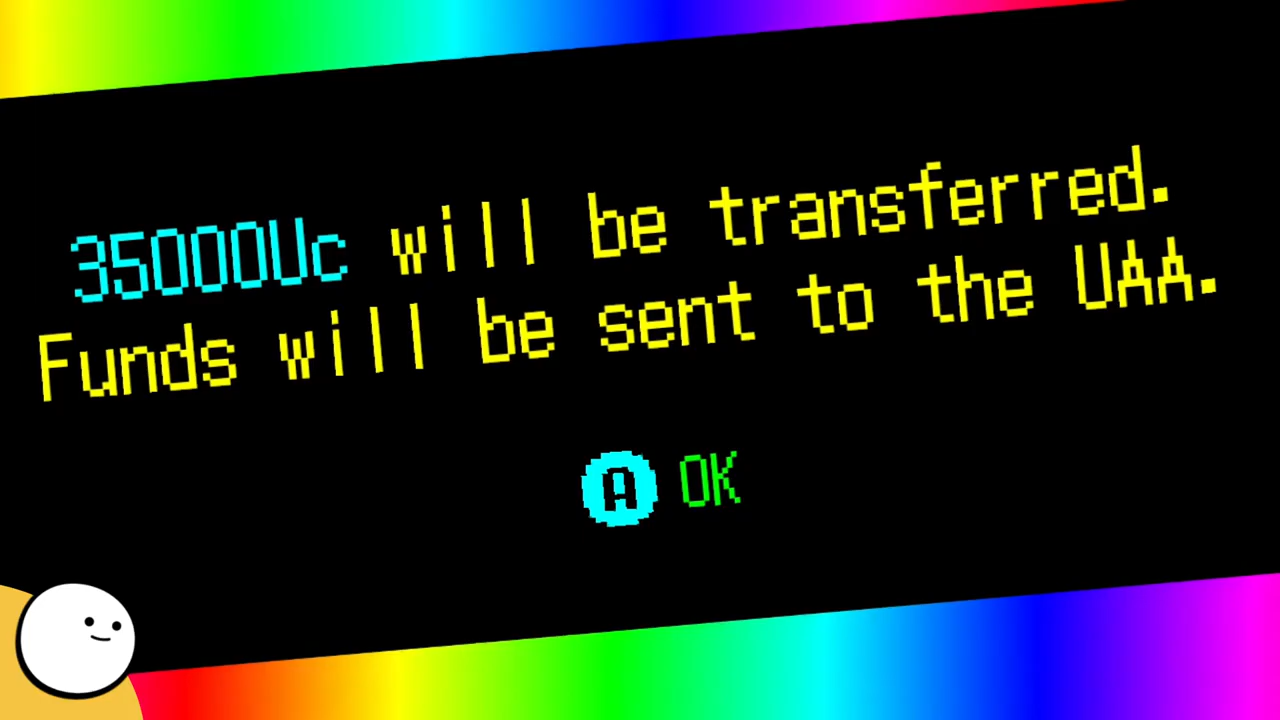 35000Uc will be transferred.
Funds will be sent to the UAA.
A OK